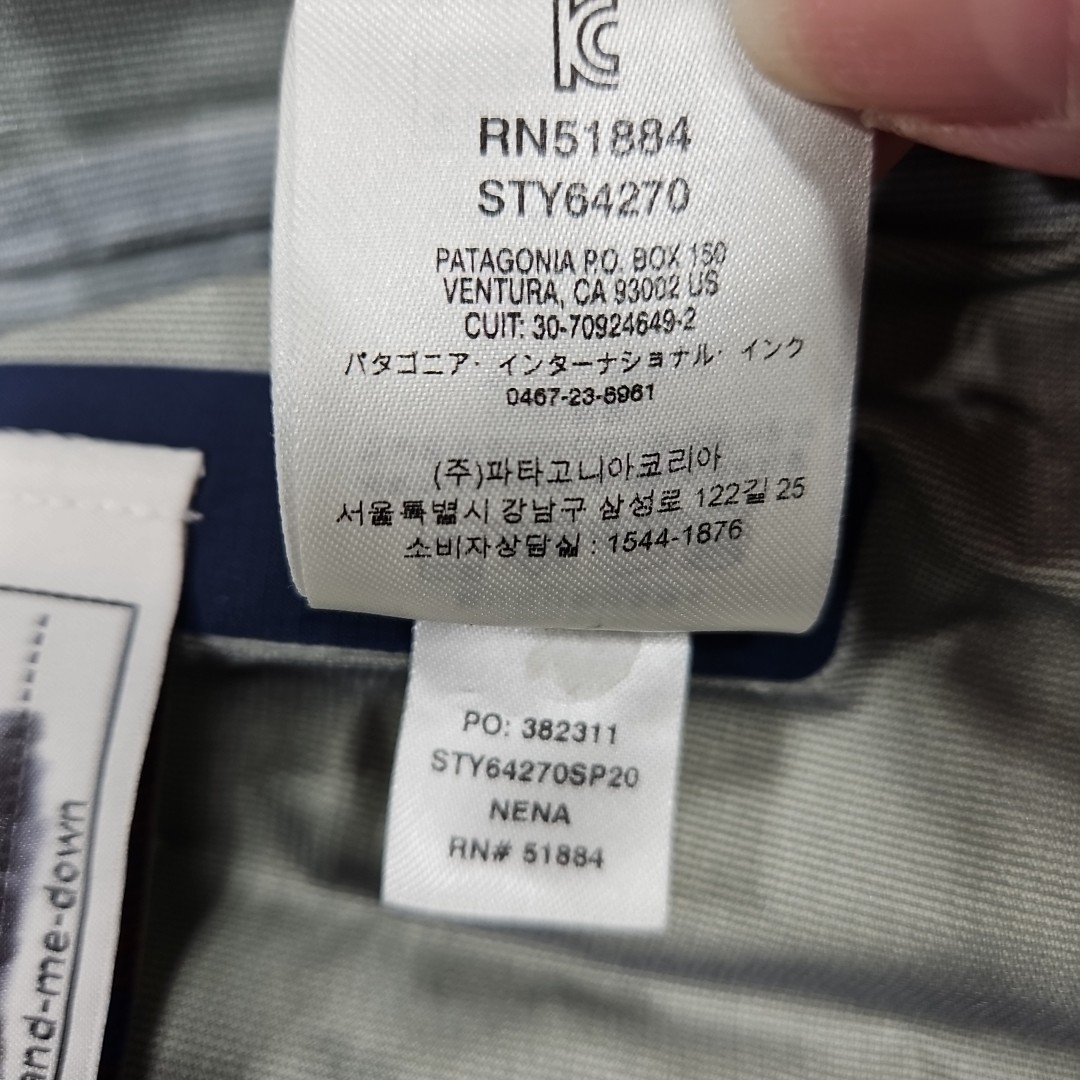 KC
RN51884
STY64270
PATAGONIA P.O. BOX 150
VENTURA, CA 93002 US
CUIT: 30-70924649-2
パタゴニア・インターナショナル・インク
0467-23-8961
(주)파타고니아코리아
서울특별시 강남구 삼성로 122길 25
소비자상담실 : 1544-1876
PO: 382311
STY64270SP20
NENA
RN# 51884
and-me-down